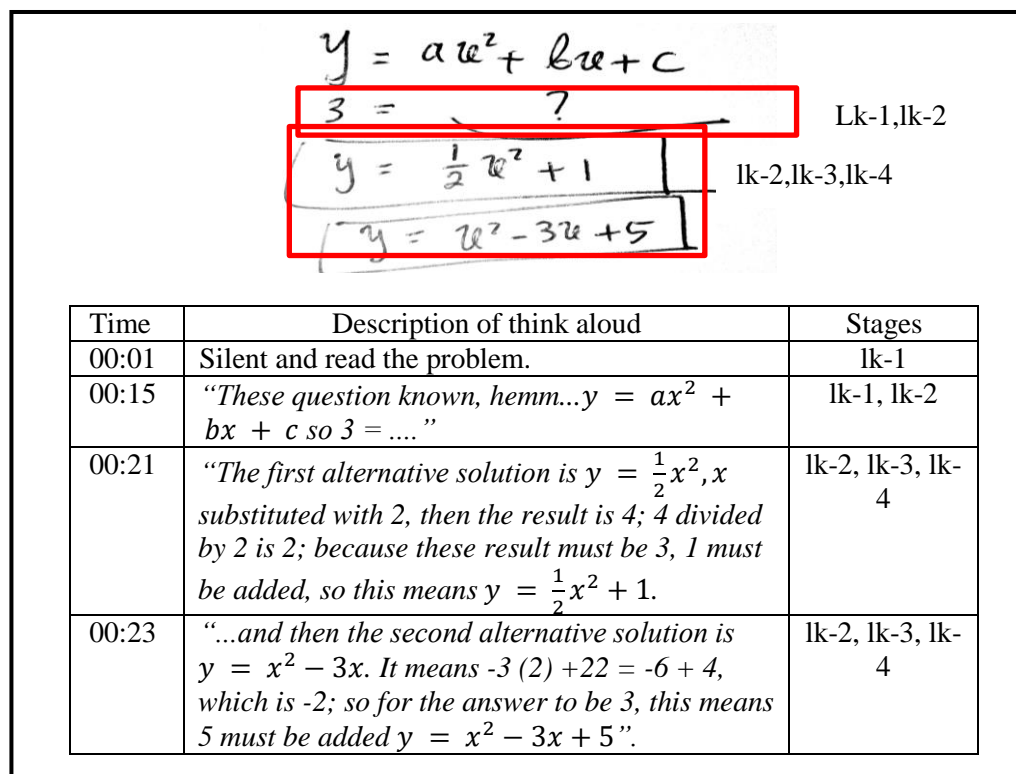 y = ax² + bx + c
3 = ?
Lk-1,lk-2
y = 1/2 x² + 1
lk-2,lk-3,lk-4
y = x² - 3x + 5
Time Description of think aloud Stages
00:01 Silent and read the problem. lk-1
00:15 “These question known, hemm...y = ax² + lk-1, lk-2
bx + c so 3 = ....”
00:21 “The first alternative solution is y = 1/2 x², x lk-2, lk-3, lk-
substituted with 2, then the result is 4; 4 divided 4
by 2 is 2; because these result must be 3, 1 must
be added, so this means y = 1/2 x² + 1.
00:23 “...and then the second alternative solution is lk-2, lk-3, lk-
y = x² − 3x. It means -3 (2) +22 = -6 + 4, 4
which is -2; so for the answer to be 3, this means
5 must be added y = x² − 3x + 5”.